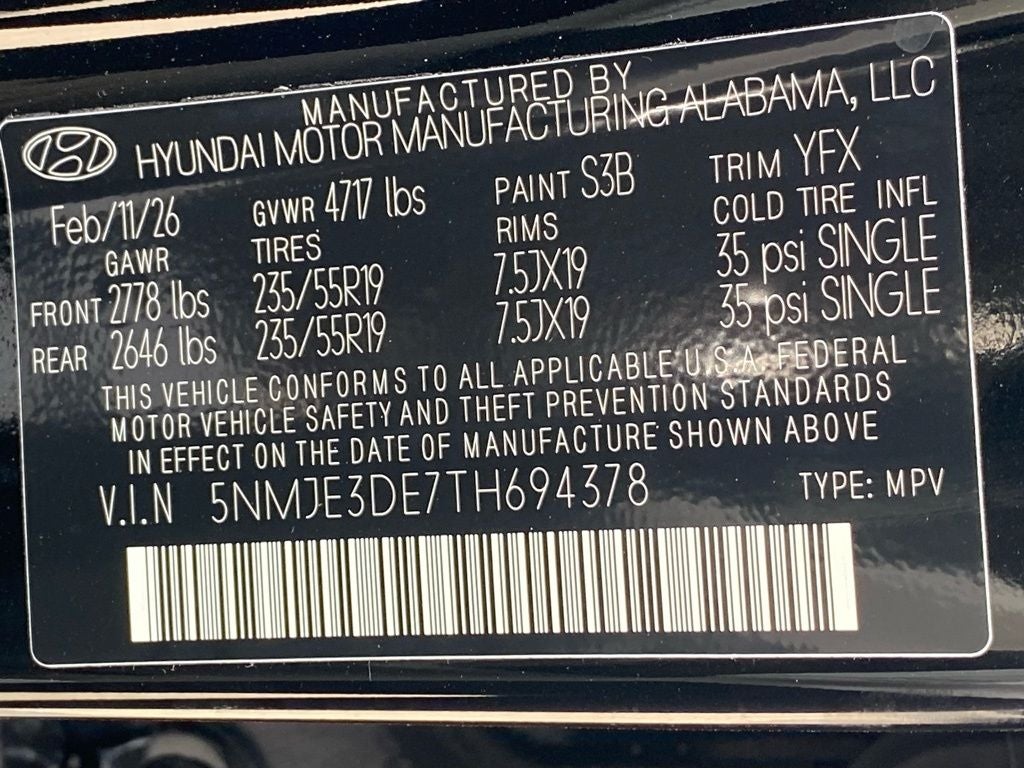 MANUFACTURED BY
HYUNDAI MOTOR MANUFACTURING ALABAMA, LLC
Feb/11/26 GVWR 4717 lbs PAINT S3B TRIM YFX
GAWR TIRES RIMS COLD TIRE INFL
FRONT 2778 lbs 235/55R19 7.5JX19 35 psi SINGLE
REAR 2646 lbs 235/55R19 7.5JX19 35 psi SINGLE
THIS VEHICLE CONFORMS TO ALL APPLICABLE U.S.A. FEDERAL
MOTOR VEHICLE SAFETY AND THEFT PREVENTION STANDARDS
IN EFFECT ON THE DATE OF MANUFACTURE SHOWN ABOVE
V.I.N 5NMJE3DE7TH694378 TYPE: MPV